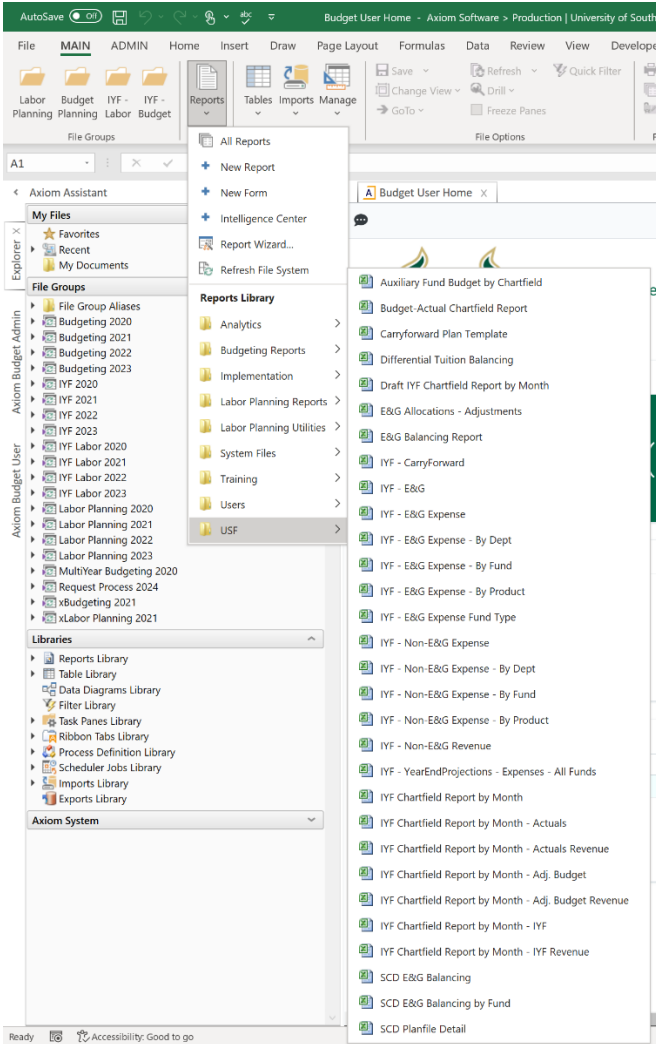 AutoSave Off Budget User Home - Axiom Software > Production | University of South
File MAIN ADMIN Home Insert Draw Page Layout Formulas Data Review View Develope
Labor Planning
Budget Planning
IYF - Labor
IYF - Budget
Reports
Tables
Imports
Manage
Save
Change View
GoTo
Refresh
Drill
Freeze Panes
Quick Filter
File Groups
File Options
A1
Axiom Assistant
Budget User Home
Explorer
Axiom Budget Admin
Axiom Budget User
My Files
Favorites
Recent
My Documents
File Groups
File Group Aliases
Budgeting 2020
Budgeting 2021
Budgeting 2022
Budgeting 2023
IYF 2020
IYF 2021
IYF 2022
IYF 2023
IYF Labor 2020
IYF Labor 2021
IYF Labor 2022
IYF Labor 2023
Labor Planning 2020
Labor Planning 2021
Labor Planning 2022
Labor Planning 2023
MultiYear Budgeting 2020
Request Process 2024
xBudgeting 2021
xLabor Planning 2021
Libraries
Reports Library
Table Library
Data Diagrams Library
Filter Library
Task Panes Library
Ribbon Tabs Library
Process Definition Library
Scheduler Jobs Library
Imports Library
Exports Library
Axiom System
All Reports
New Report
New Form
Intelligence Center
Report Wizard...
Refresh File System
Reports Library
Analytics
Budgeting Reports
Implementation
Labor Planning Reports
Labor Planning Utilities
System Files
Training
Users
USF
Auxiliary Fund Budget by Chartfield
Budget-Actual Chartfield Report
Carryforward Plan Template
Differential Tuition Balancing
Draft IYF Chartfield Report by Month
E&G Allocations - Adjustments
E&G Balancing Report
IYF - CarryForward
IYF - E&G
IYF - E&G Expense
IYF - E&G Expense - By Dept
IYF - E&G Expense - By Fund
IYF - E&G Expense - By Product
IYF - E&G Expense Fund Type
IYF - Non-E&G Expense
IYF - Non-E&G Expense - By Dept
IYF - Non-E&G Expense - By Fund
IYF - Non-E&G Expense - By Product
IYF - Non-E&G Revenue
IYF - YearEndProjections - Expenses - All Funds
IYF Chartfield Report by Month
IYF Chartfield Report by Month - Actuals
IYF Chartfield Report by Month - Actuals Revenue
IYF Chartfield Report by Month - Adj. Budget
IYF Chartfield Report by Month - Adj. Budget Revenue
IYF Chartfield Report by Month - IYF
IYF Chartfield Report by Month - IYF Revenue
SCD E&G Balancing
SCD E&G Balancing by Fund
SCD Planfile Detail
Ready Accessibility: Good to go